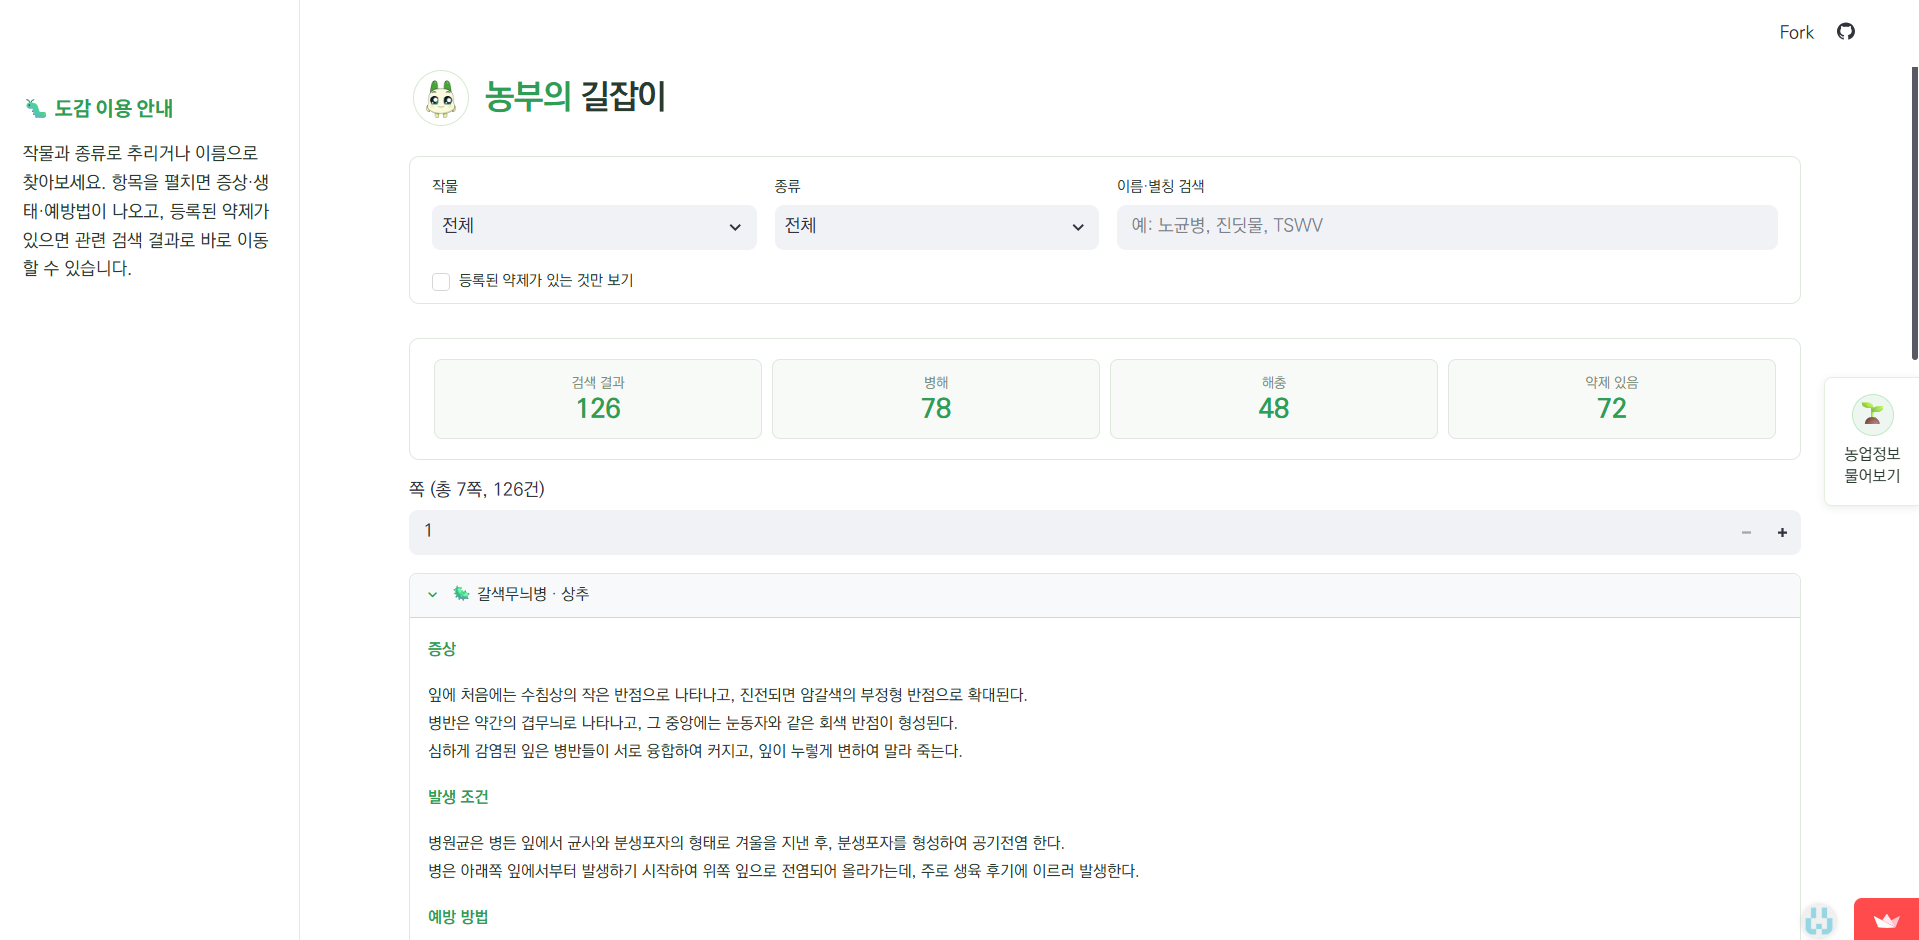 Fork
농부의 길잡이
도감 이용 안내
작물과 종류로 추리거나 이름으로
찾아보세요. 항목을 펼치면 증상·생
태·예방법이 나오고, 등록된 약제가
있으면 관련 검색 결과로 바로 이동
할 수 있습니다.
작물
전체
종류
전체
이름·별칭 검색
예: 노균병, 진딧물, TSWV
등록된 약제가 있는 것만 보기
검색 결과
126
병해
78
해충
48
약제 있음
72
농업정보
물어보기
쪽 (총 7쪽, 126건)
1
갈색무늬병 · 상추
증상
잎에 처음에는 수침상의 작은 반점으로 나타나고, 진전되면 암갈색의 부정형 반점으로 확대된다.
병반은 약간의 겹무늬로 나타나고, 그 중앙에는 눈동자와 같은 회색 반점이 형성된다.
심하게 감염된 잎은 병반들이 서로 융합하여 커지고, 잎이 누렇게 변하여 말라 죽는다.
발생 조건
병원균은 병든 잎에서 균사와 분생포자의 형태로 겨울을 지낸 후, 분생포자를 형성하여 공기전염 한다.
병은 아래쪽 잎에서부터 발생하기 시작하여 위쪽 잎으로 전염되어 올라가는데, 주로 생육 후기에 이르러 발생한다.
예방 방법